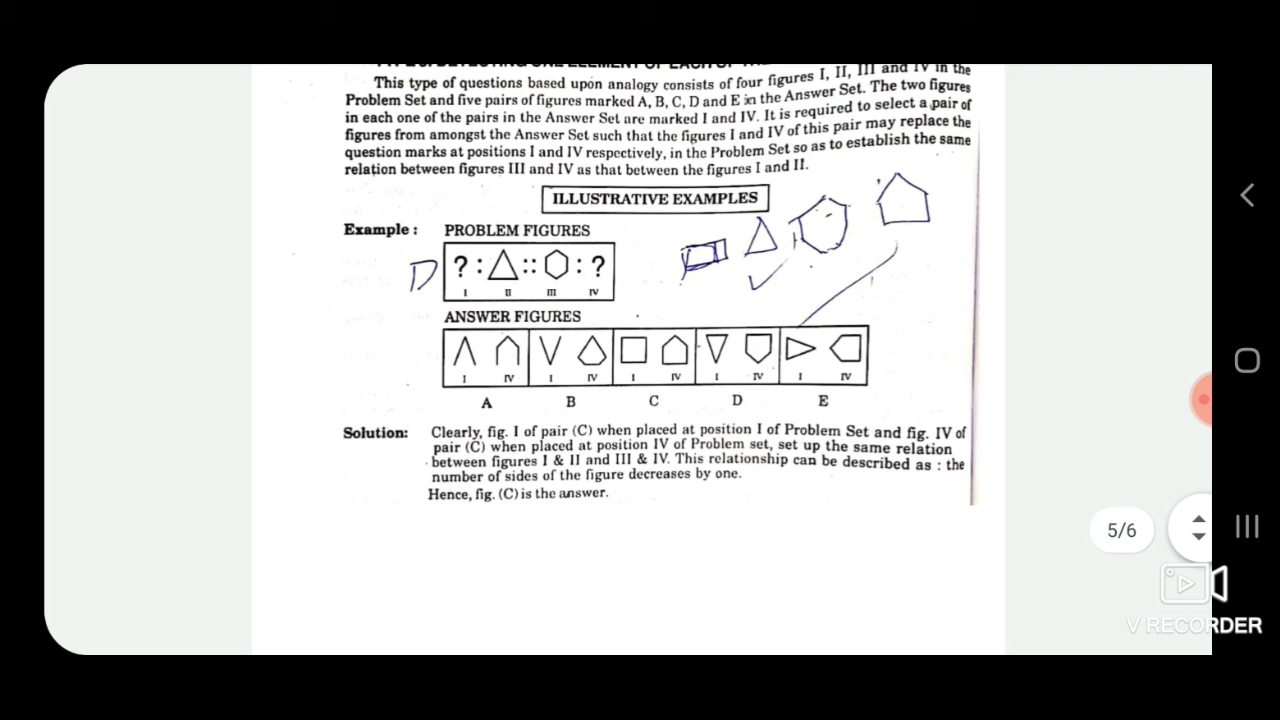 This type of questions based upon analogy consists of four figures I, II, III and IV in the
Problem Set and five pairs of figures marked A, B, C, D and E in the Answer Set. The two figures
in each one of the pairs in the Answer Set are marked I and IV. It is required to select a pair of
figures from amongst the Answer Set such that the figures I and IV of this pair may replace the
question marks at positions I and IV respectively, in the Problem Set so as to establish the same
relation between figures III and IV as that between the figures I and II.
ILLUSTRATIVE EXAMPLES
Example : PROBLEM FIGURES
D ? : :: : ?
I II III IV
ANSWER FIGURES
I IV I IV I IV I IV I IV
A B C D E
Solution: Clearly, fig. I of pair (C) when placed at position I of Problem Set and fig. IV of
pair (C) when placed at position IV of Problem set, set up the same relation
between figures I & II and III & IV. This relationship can be described as : the
number of sides of the figure decreases by one.
Hence, fig. (C) is the answer.
5/6
V RECORDER